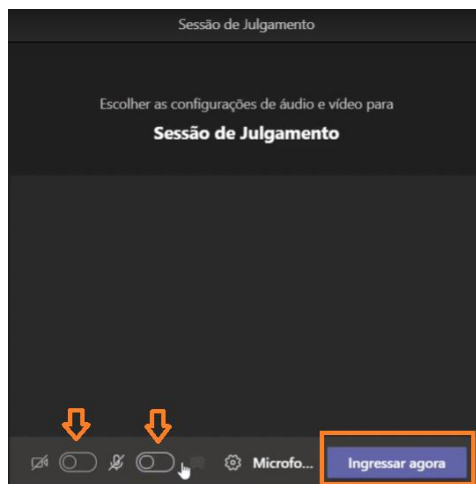 Sessão de Julgamento
Escolher as configurações de áudio e vídeo para
Sessão de Julgamento
Microfo... Ingressar agora